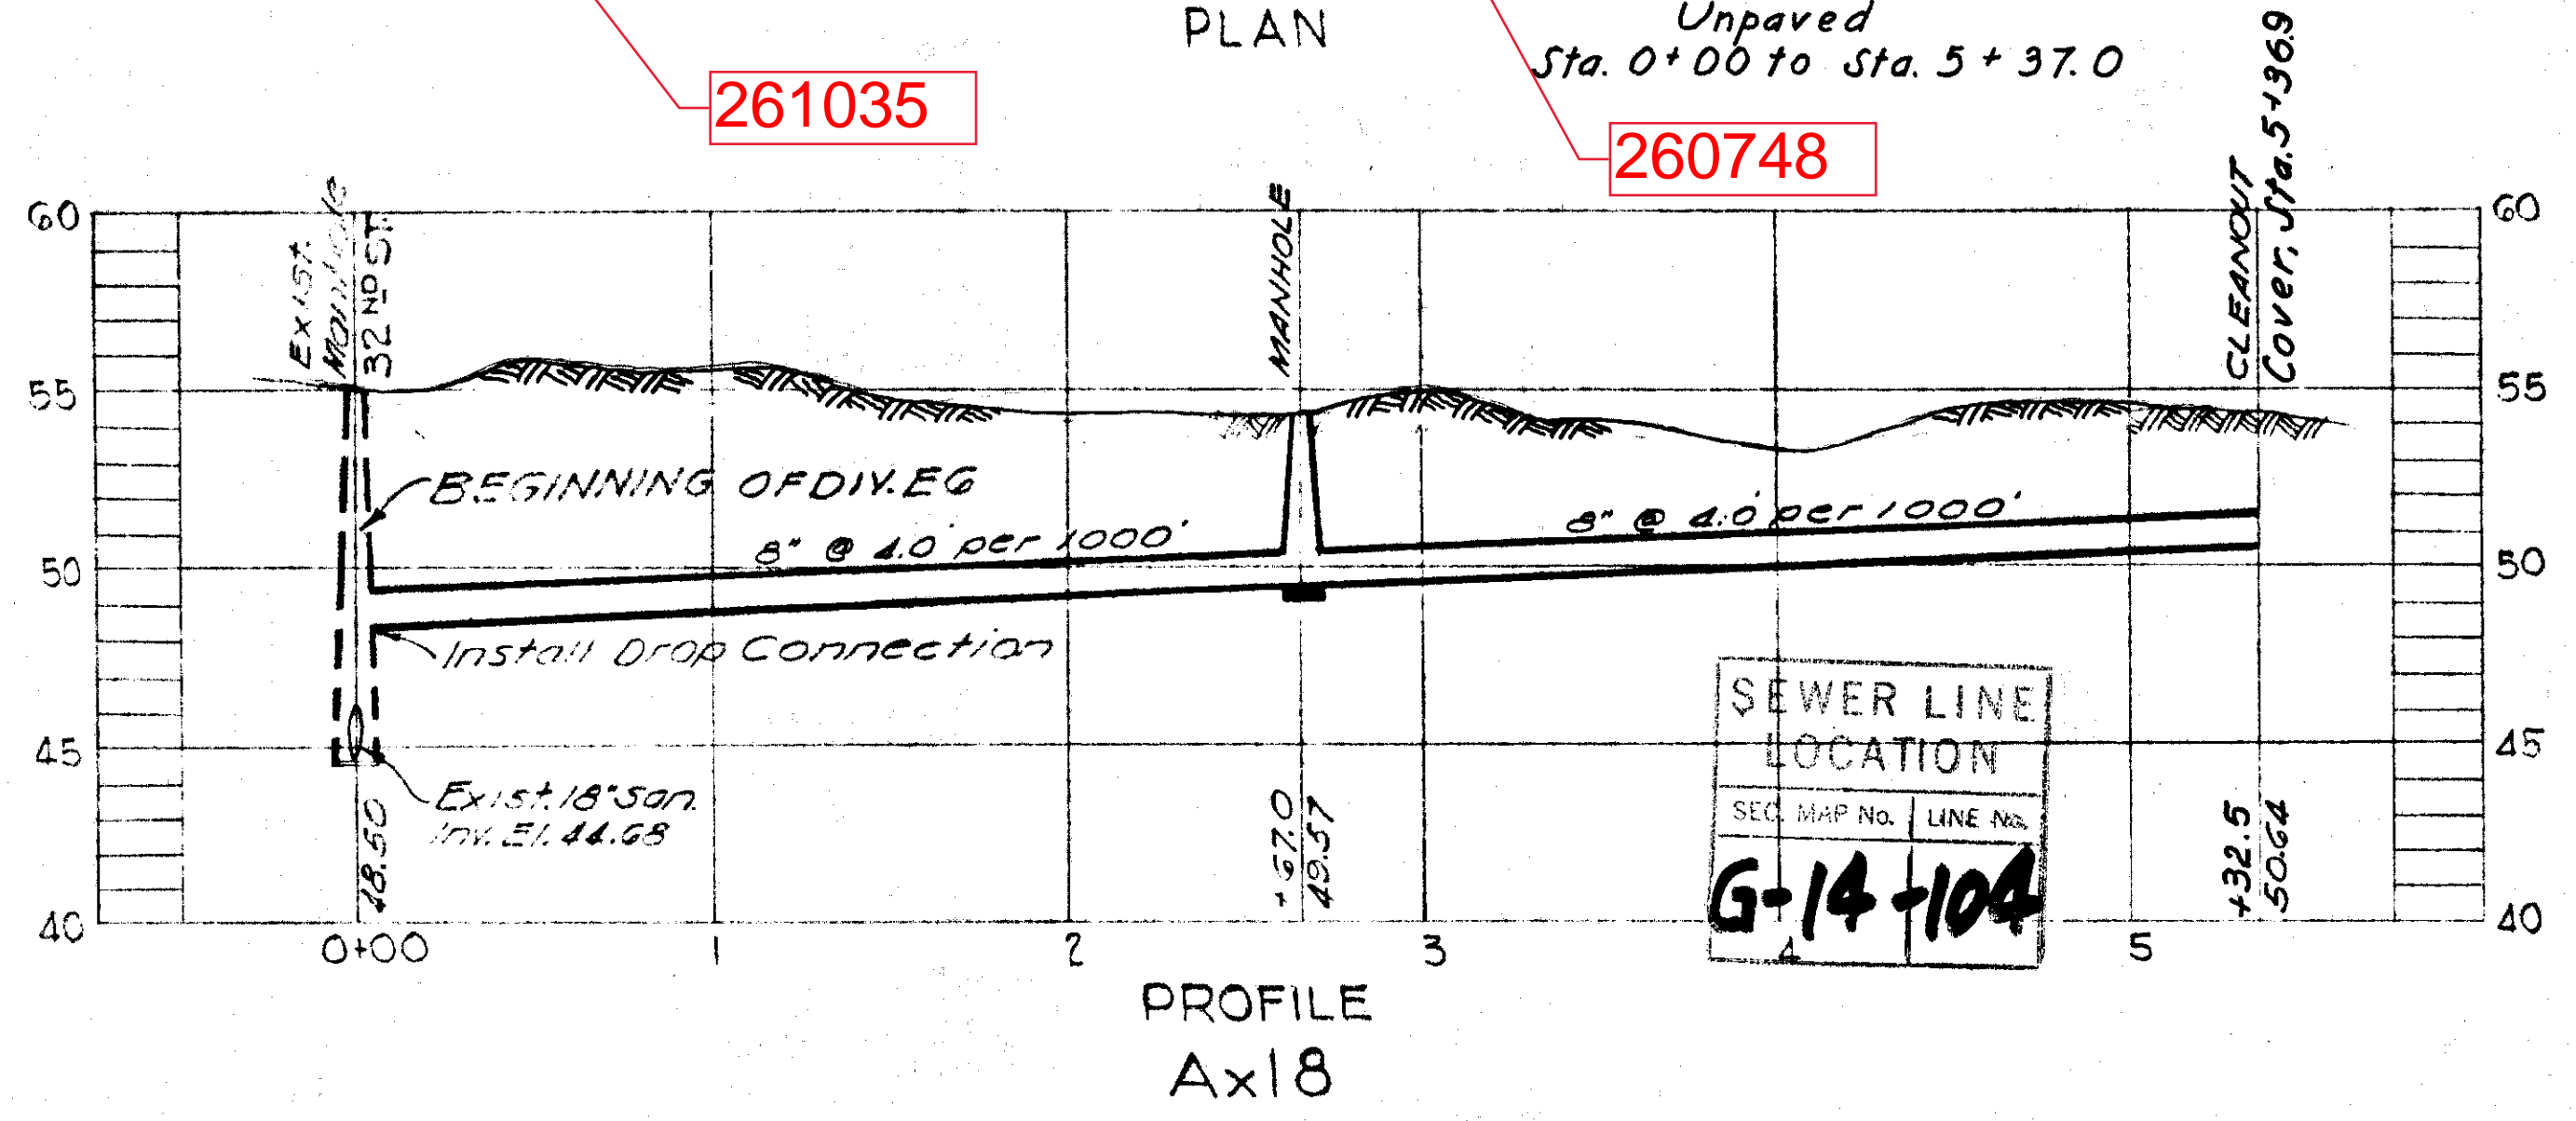 PLAN
Unpaved
Sta. 0+00 to Sta. 5+37.0
261035
260748
Exist.
Manhole
32ND ST.
MANHOLE
CLEANOUT
Cover, Sta. 5+36.9
60
60
55
55
BEGINNING OF DIV. EG
8" @ 4.0' per 1000'
8" @ 4.0' per 1000'
50
50
Install Drop Connection
SEWER LINE
LOCATION
45
45
Exist. 18" San.
Inv. El. 44.68
SEC. MAP No.
LINE No.
G-14-104
48.50
+67.0
49.57
+32.5
50.64
40
40
0+00
1
2
3
4
5
PROFILE
Ax18